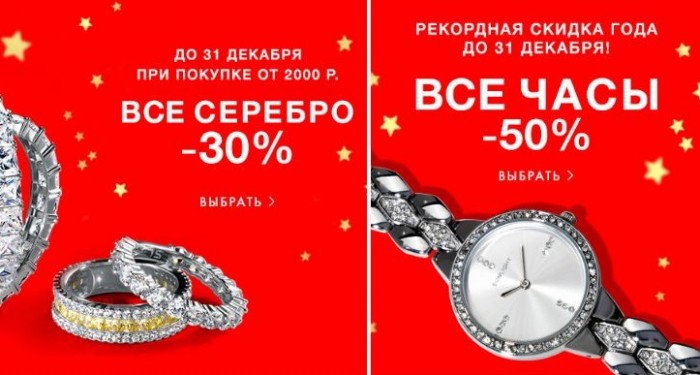 ДО 31 ДЕКАБРЯ
ПРИ ПОКУПКЕ ОТ 2000 Р.
ВСЕ СЕРЕБРО
-30%
ВЫБРАТЬ >
РЕКОРДНАЯ СКИДКА ГОДА
ДО 31 ДЕКАБРЯ!
ВСЕ ЧАСЫ
-50%
ВЫБРАТЬ >